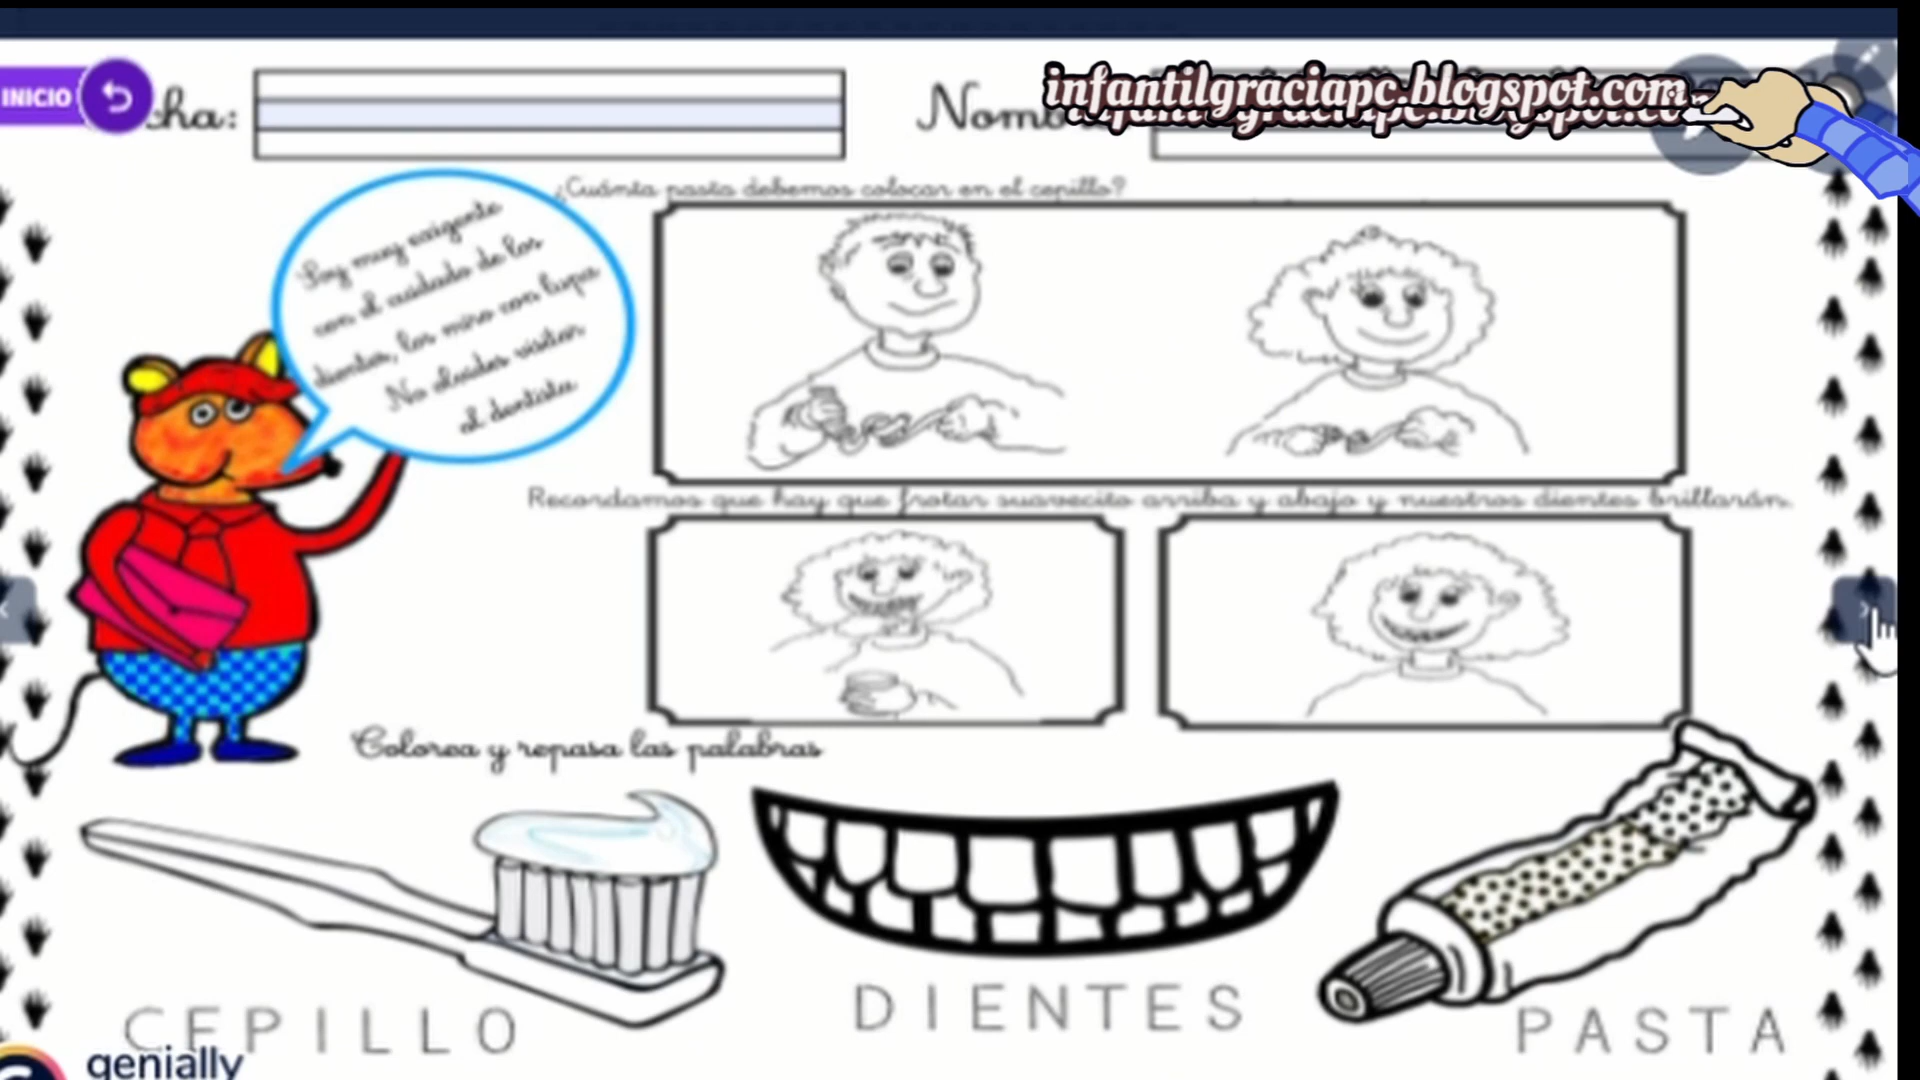 INICIO
cha:
Nomb
infantilgraciapc.blogspot.com
¿Cuánta pasta debemos colocar en el cepillo?
Soy muy exigente
con el cuidado de los
dientes, los miro con lupa
No olvides visitar
al dentista
Recordamos que hay que frotar suavecito arriba y abajo y nuestros dientes brillarán.
Colorea y repasa las palabras
CEPILLO
DIENTES
PASTA
genially